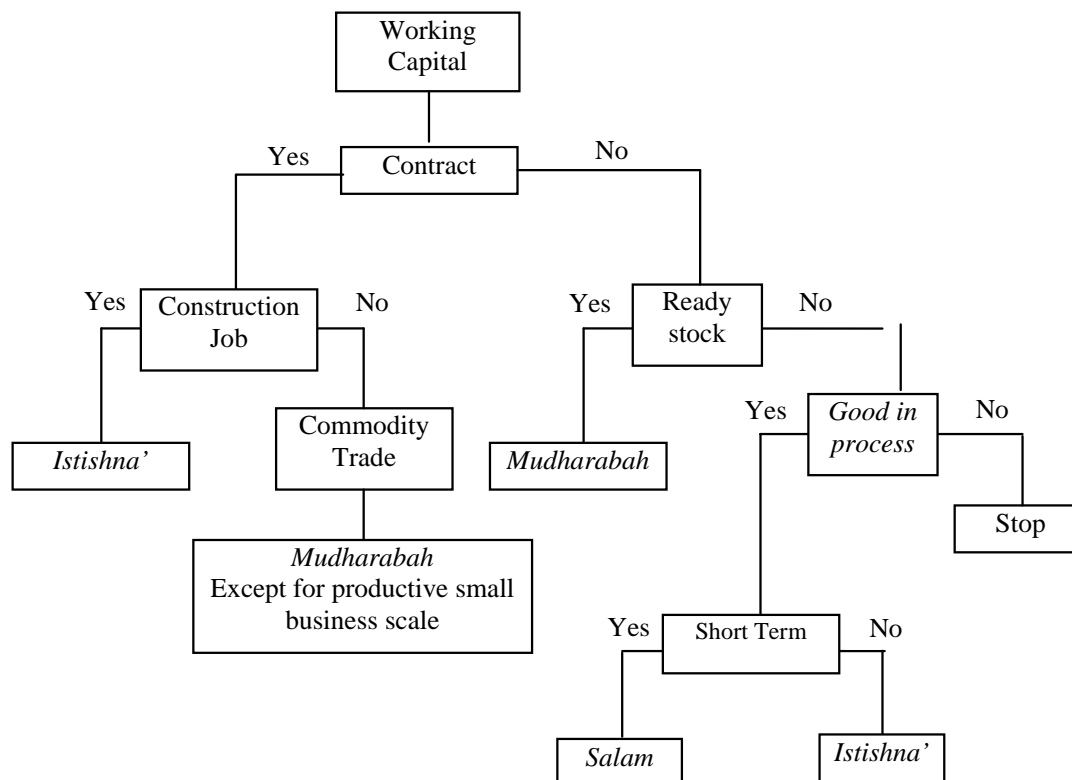 Working
Capital
Yes
Contract
No
Yes
Construction
Job
No
Yes
Ready
stock
No
Istishna’
Commodity
Trade
Mudharabah
Yes
Good in
process
No
Stop
Mudharabah
Except for productive small
business scale
Yes
Short Term
No
Salam
Istishna’